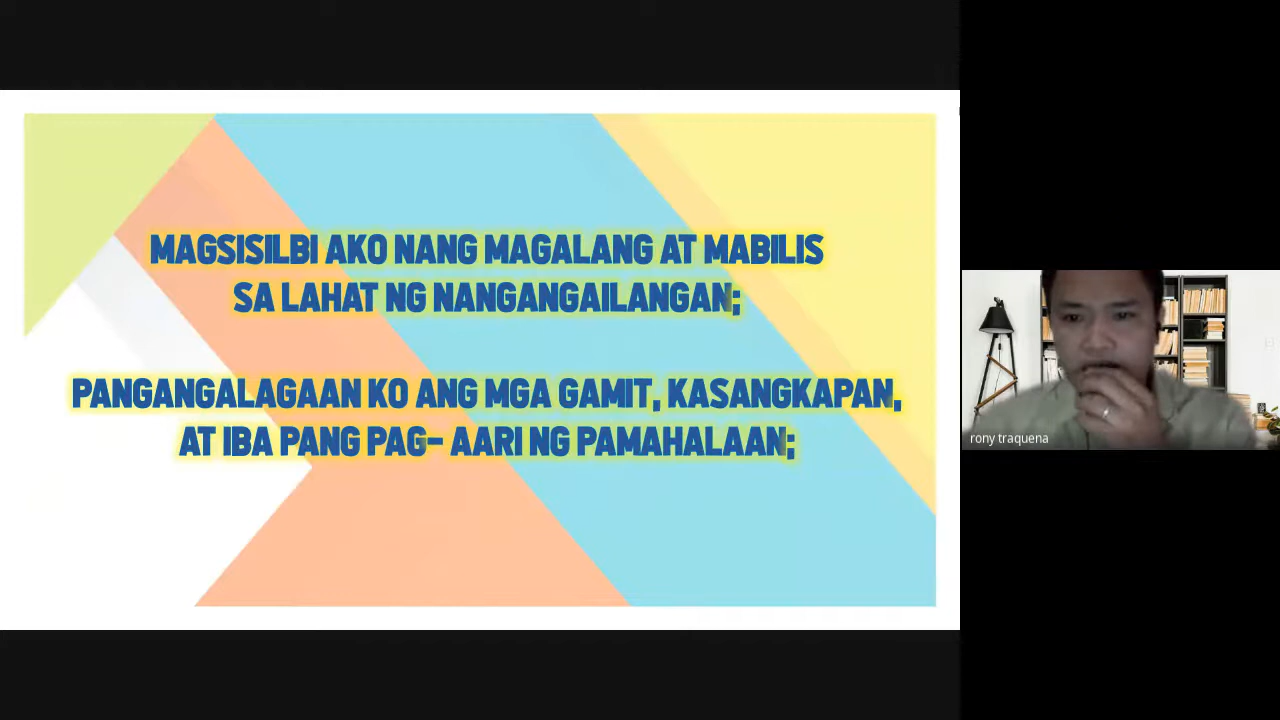 MAGSISILBI AKO NANG MAGALANG AT MABILIS
SA LAHAT NG NANGANGAILANGAN;
PANGANGALAGAAN KO ANG MGA GAMIT, KASANGKAPAN,
AT IBA PANG PAG- AARI NG PAMAHALAAN;
rony traquena